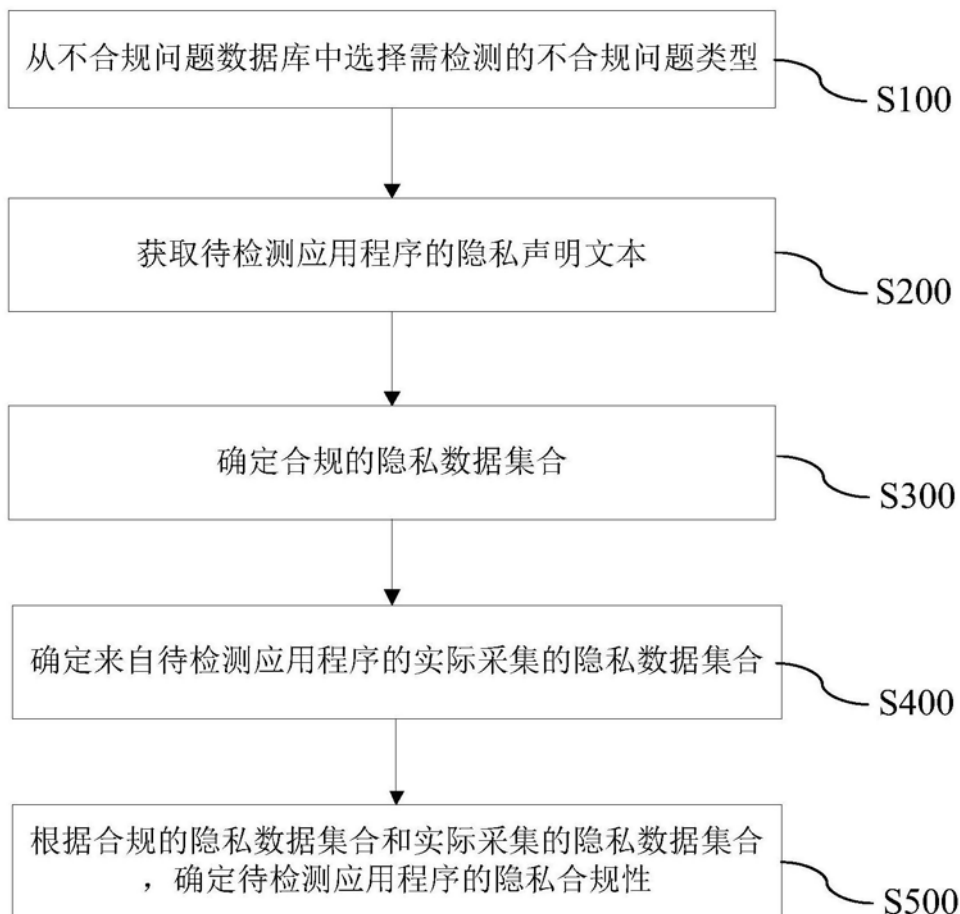 从不合规问题数据库中选择需检测的不合规问题类型
S100
获取待检测应用程序的隐私声明文本
S200
确定合规的隐私数据集合
S300
确定来自待检测应用程序的实际采集的隐私数据集合
S400
根据合规的隐私数据集合和实际采集的隐私数据集合
，确定待检测应用程序的隐私合规性
S500